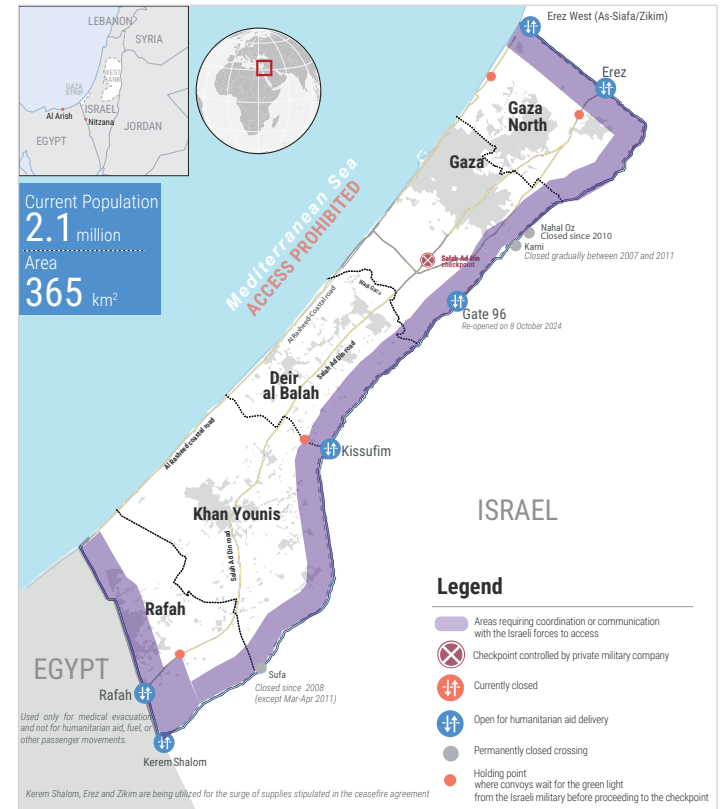 LEBANON
SYRIA
WEST
BANK
GAZA
STRIP
ISRAEL
Al Arish
Nitzana
JORDAN
EGYPT
Current Population
2.1 million
Area
365 km²
Mediterranean Sea
ACCESS PROHIBITED
Erez West (As-Siafa/Zikim)
Erez
Gaza
North
Gaza
Nahal Oz
Closed since 2010
Karni
Closed gradually between 2007 and 2011
Salah Ad Din
checkpoint
Gate 96
Re-opened on 8 October 2024
Wadi Gaza
Al Rasheed-Coastal road
Salah Ad Din road
Deir
al Balah
Al Rasheed coastal road
Kissufim
ISRAEL
Khan Younis
Salah Ad Din road
Rafah
EGYPT
Sufa
Closed since 2008
(except Mar-Apr 2011)
Rafah
Used only for medical evacuation
and not for humanitarian aid, fuel, or
other passenger movements.
Kerem Shalom
Kerem Shalom, Erez and Zikim are being utilized for the surge of supplies stipulated in the ceasefire agreement
Legend
Areas requiring coordination or communication
with the Israeli forces to access
Checkpoint controlled by private military company
Currently closed
Open for humanitarian aid delivery
Permanently closed crossing
Holding point
where convoys wait for the green light
from the Israeli military before proceeding to the checkpoint